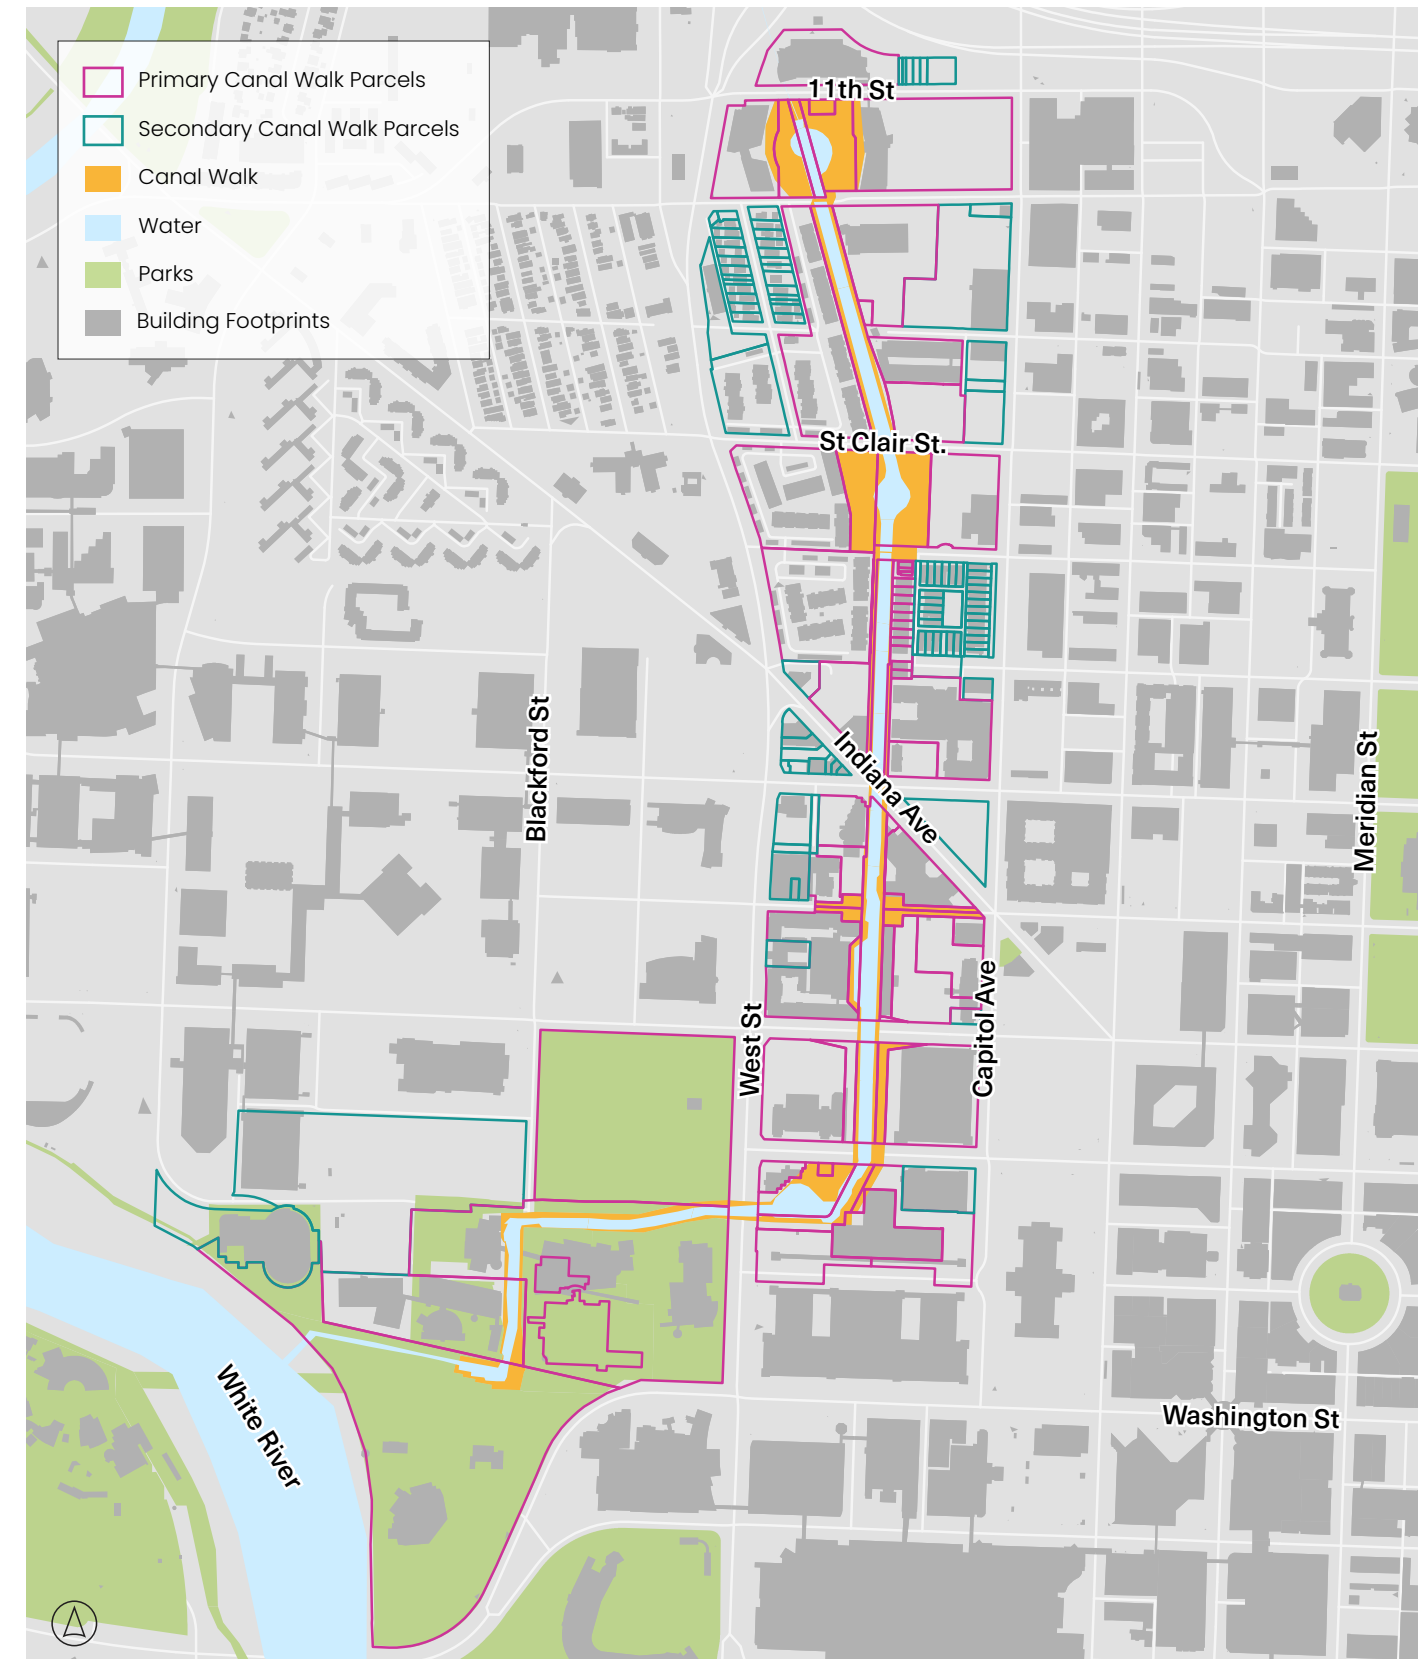 Primary Canal Walk Parcels
Secondary Canal Walk Parcels
Canal Walk
Water
Parks
Building Footprints
11th St
St Clair St.
Indiana Ave
Blackford St
Meridian St
West St
Capitol Ave
White River
Washington St